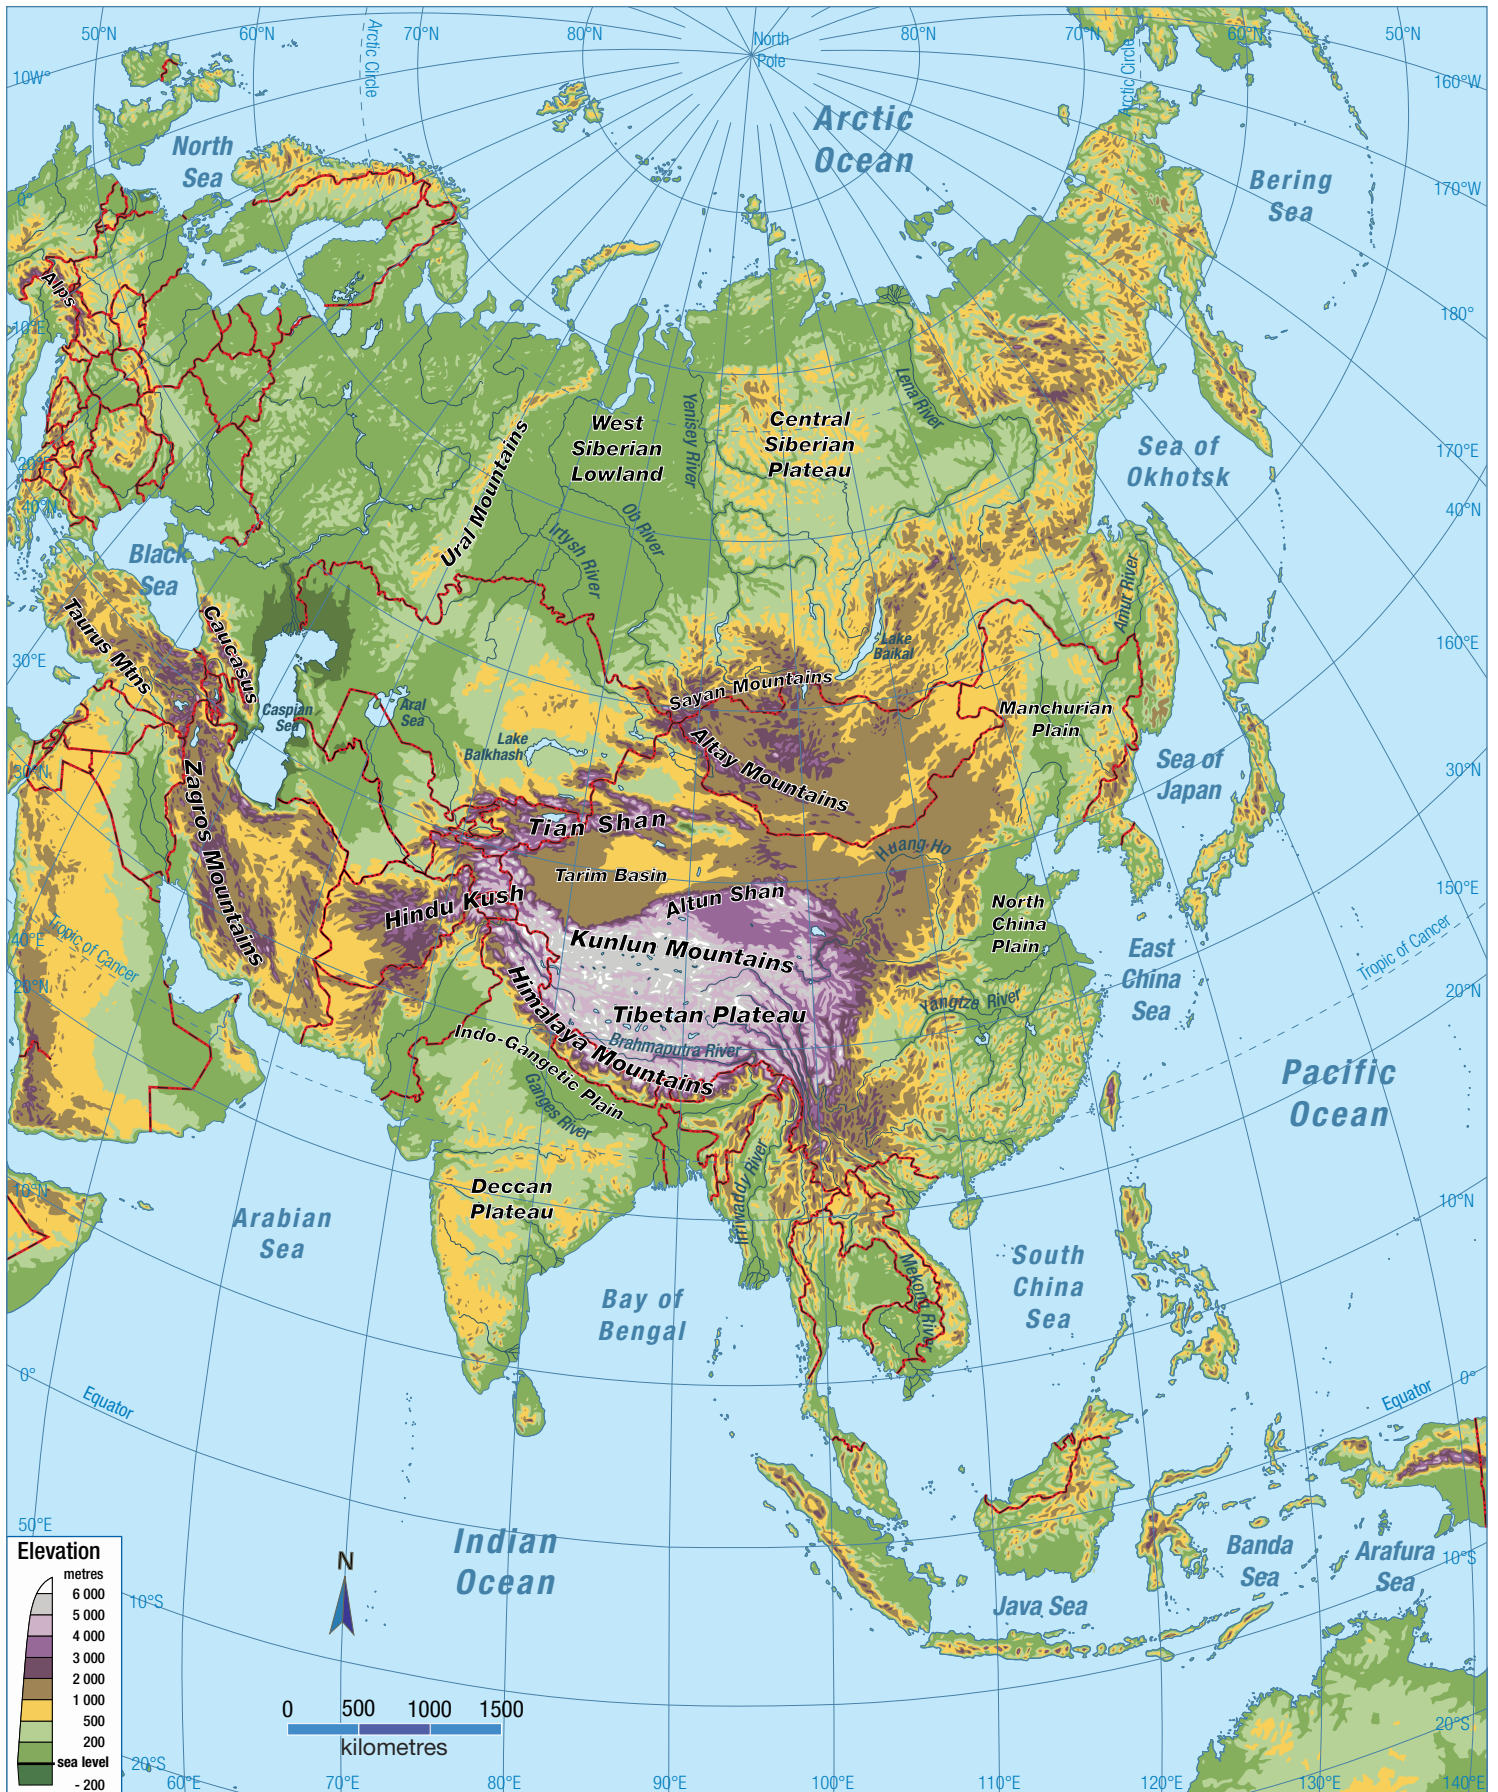 50°N
60°N
Arctic Circle
70°N
80°N
North
Pole
80°N
70°N
Arctic Circle
60°N
50°N
10W°
160°W
Arctic
Ocean
North
Sea
Bering
Sea
170°W
0°
Alps
10°E
180°
West
Siberian
Lowland
Yenisey River
Central
Siberian
Plateau
Lena River
Sea of
Okhotsk
170°E
20°E
40°N
40°N
Ural Mountains
Irtysh River
Ob River
Black
Sea
Amur River
Taurus Mtns
Caucasus
Lake
Baikal
160°E
30°E
Caspian
Sea
Aral
Sea
Sayan Mountains
Manchurian
Plain
Lake
Balkhash
Altay Mountains
Sea of
Japan
30°N
30°N
Zagros Mountains
Tian Shan
Huang Ho
Tarim Basin
150°E
Hindu Kush
Altun Shan
North
China
Plain
Tropic of Cancer
40°E
Kunlun Mountains
East
China
Sea
Tropic of Cancer
20°N
20°N
Himalaya Mountains
Tibetan Plateau
Yangtze River
Brahmaputra River
Indo-Gangetic Plain
Ganges River
Pacific
Ocean
10°N
Deccan
Plateau
Irriwaddy River
10°N
Arabian
Sea
South
China
Sea
Mekong River
Bay of
Bengal
0°
0°
Equator
Equator
50°E
Indian
Ocean
Banda
Sea
Arafura
Sea
10°S
Java Sea
10°S
N
Elevation
metres
6 000
5 000
4 000
3 000
2 000
1 000
500
200
sea level
- 200
0
500
1000
1500
kilometres
20°S
20°S
60°E
70°E
80°E
90°E
100°E
110°E
120°E
130°E
140°E